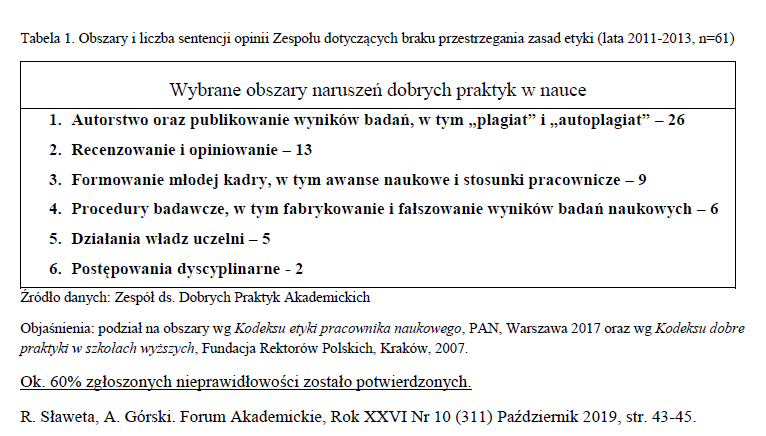 Tabela 1. Obszary i liczba sentencji opinii Zespołu dotyczących braku przestrzegania zasad etyki (lata 2011-2013, n=61)
Wybrane obszary naruszeń dobrych praktyk w nauce
1. Autorstwo oraz publikowanie wyników badań, w tym „plagiat” i „autoplagiat” – 26
2. Recenzowanie i opiniowanie – 13
3. Formowanie młodej kadry, w tym awanse naukowe i stosunki pracownicze – 9
4. Procedury badawcze, w tym fabrykowanie i fałszowanie wyników badań naukowych – 6
5. Działania władz uczelni – 5
6. Postępowania dyscyplinarne - 2
Źródło danych: Zespół ds. Dobrych Praktyk Akademickich
Objaśnienia: podział na obszary wg Kodeksu etyki pracownika naukowego, PAN, Warszawa 2017 oraz wg Kodeksu dobre
praktyki w szkołach wyższych, Fundacja Rektorów Polskich, Kraków, 2007.
Ok. 60% zgłoszonych nieprawidłowości zostało potwierdzonych.
R. Sławeta, A. Górski. Forum Akademickie, Rok XXVI Nr 10 (311) Październik 2019, str. 43-45.